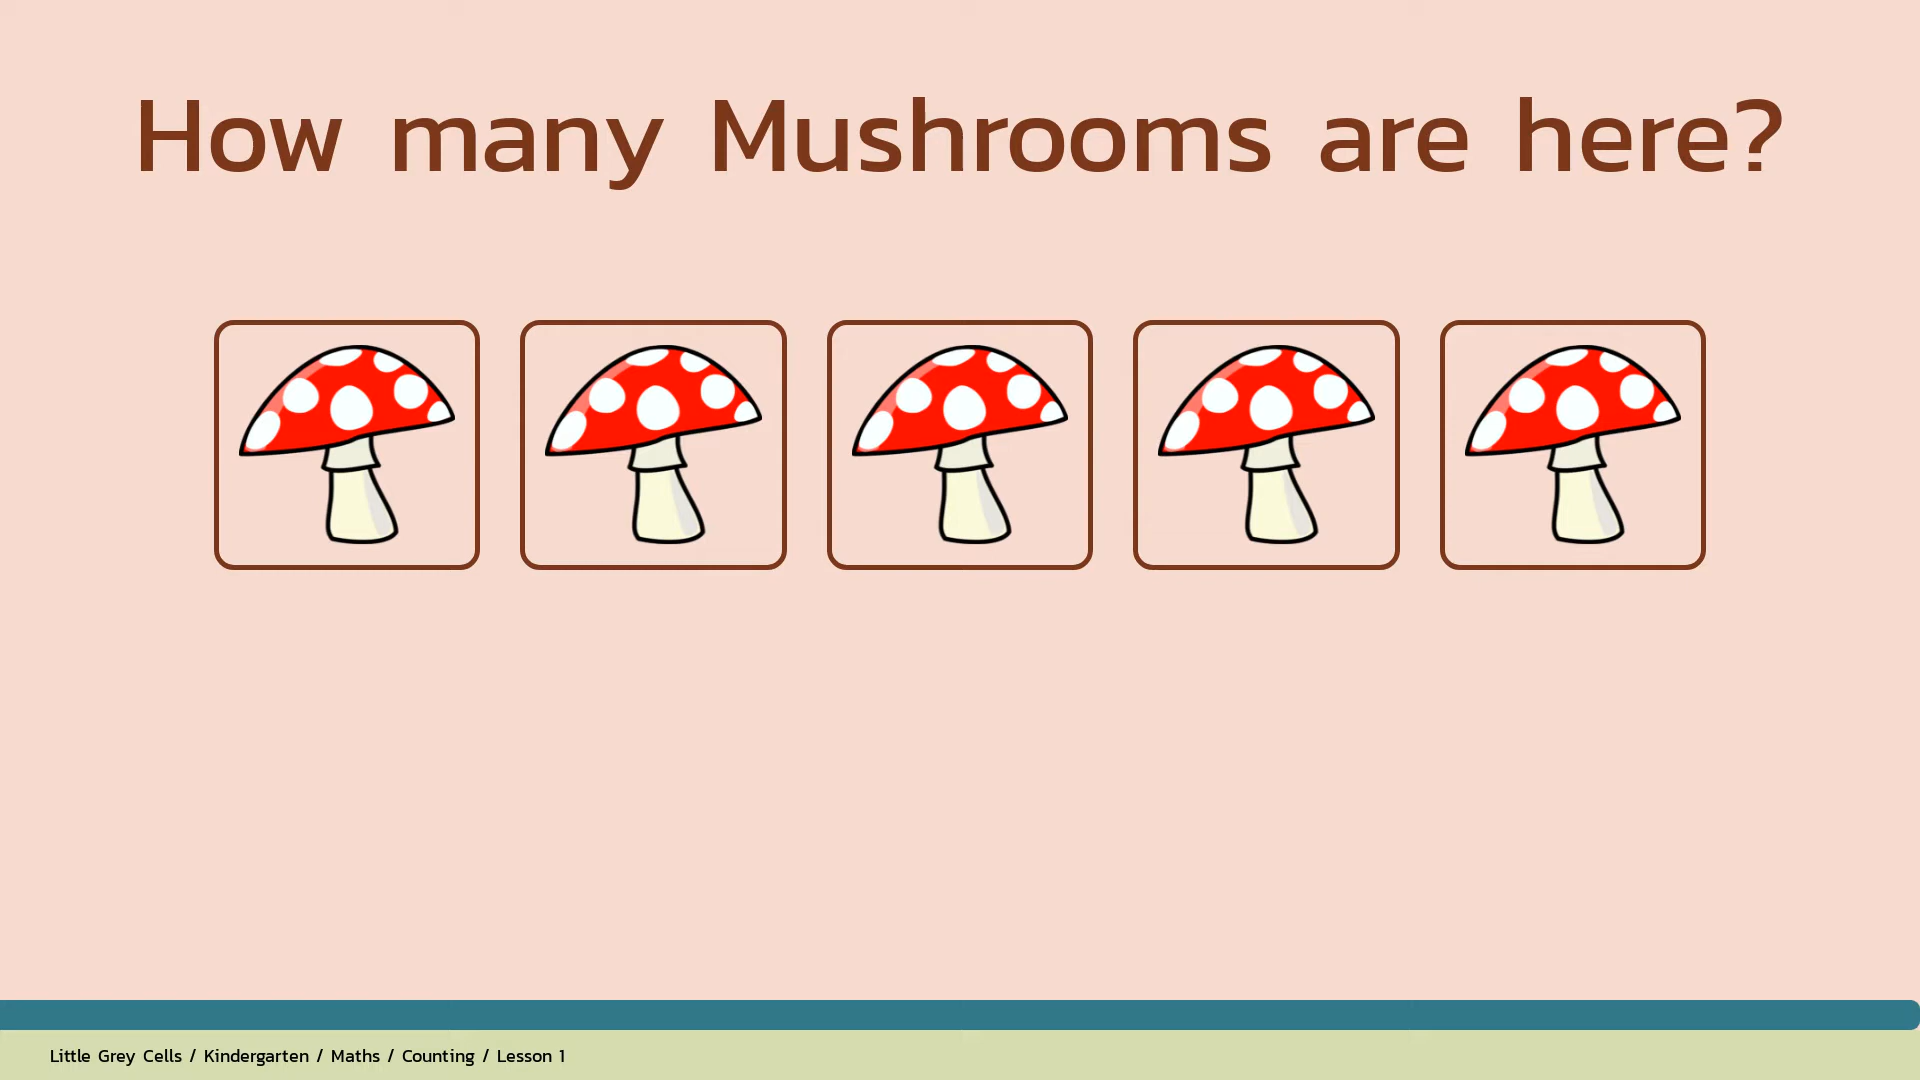 How many Mushrooms are here?
Little Grey Cells / Kindergarten / Maths / Counting / Lesson 1